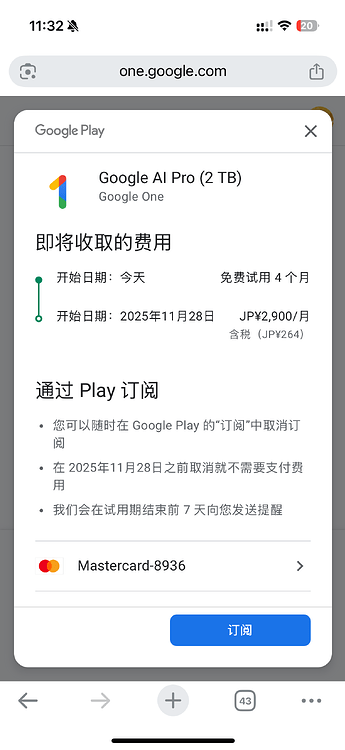 11:32
20
one.google.com
Google Play
Google AI Pro (2 TB)
Google One
即将收取的费用
开始日期：今天 免费试用 4 个月
开始日期：2025年11月28日 JP¥2,900/月
含税（JP¥264）
通过 Play 订阅
• 您可以随时在 Google Play 的“订阅”中取消订
阅
• 在 2025年11月28日之前取消就不需要支付费
用
• 我们会在试用期结束前 7 天向您发送提醒
Mastercard-8936
订阅
43